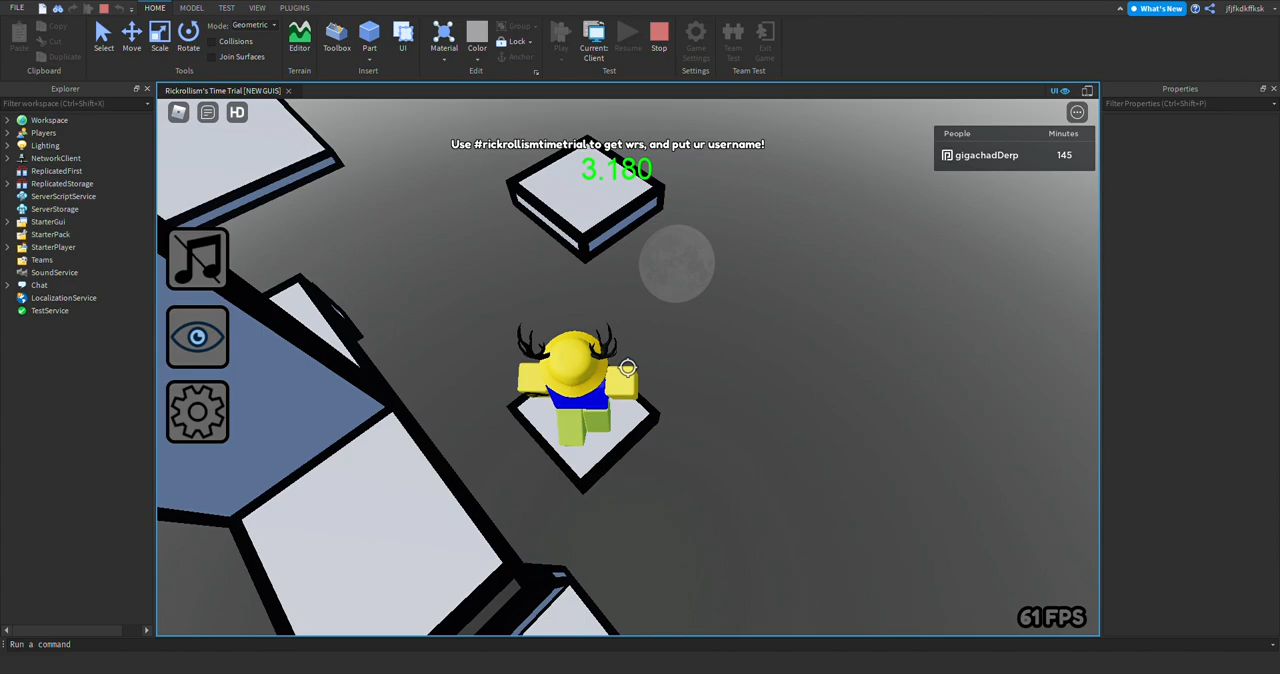 FILE HOME MODEL TEST VIEW PLUGINS What's New jfjfkdkffksk
Paste Copy Cut Duplicate
Clipboard
Select Move Scale Rotate
Mode: Geometric
Collisions
Join Surfaces
Tools
Editor
Terrain
Toolbox Part UI
Insert
Material Color Group Lock Anchor
Edit
Play Current: Client Resume Stop
Test
Game Settings
Settings
Team Test Exit Game
Team Test
Explorer
Filter workspace (Ctrl+Shift+X)
Workspace
Players
Lighting
NetworkClient
ReplicatedFirst
ReplicatedStorage
ServerScriptService
ServerStorage
StarterGui
StarterPack
StarterPlayer
Teams
SoundService
Chat
LocalizationService
TestService
Rickrollism's Time Trial [NEW GUIS] UI
HD
Use #rickrollismtimetrial to get wrs, and put ur username!
3.180
People Minutes
gigachadDerp 145
61 FPS
Properties
Filter Properties (Ctrl+Shift+P)
Run a command